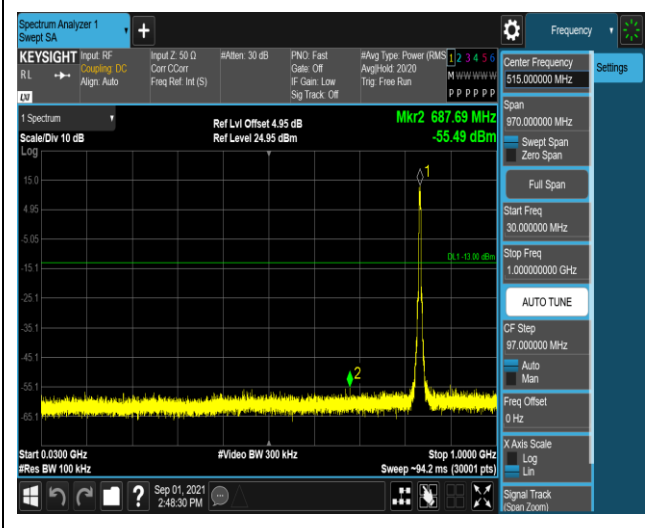 Spectrum Analyzer 1
Swept SA
+
Frequency
KEYSIGHT
RL
LXI
Input: RF
Coupling: DC
Align: Auto
Input Z: 50 Ω
Corr CCorr
Freq Ref: Int (S)
#Atten: 30 dB
PNO: Fast
Gate: Off
IF Gain: Low
Sig Track: Off
#Avg Type: Power (RMS
Avg|Hold: 20/20
Trig: Free Run
1 2 3 4 5 6
M W W W W W
P P P P P P
1 Spectrum
Scale/Div 10 dB
Log
Ref Lvl Offset 4.95 dB
Ref Level 24.95 dBm
Mkr2 687.69 MHz
-55.49 dBm
15.0
4.95
-5.05
-15.1
-25.1
-35.1
-45.1
-55.1
-65.1
1
DL1 -13.00 dBm
2
Start 0.0300 GHz
#Res BW 100 kHz
#Video BW 300 kHz
Stop 1.0000 GHz
Sweep ~94.2 ms (30001 pts)
?
Sep 01, 2021
2:48:30 PM
Center Frequency
515.000000 MHz
Settings
Span
970.000000 MHz
Swept Span
Zero Span
Full Span
Start Freq
30.000000 MHz
Stop Freq
1.000000000 GHz
AUTO TUNE
CF Step
97.000000 MHz
Auto
Man
Freq Offset
0 Hz
X Axis Scale
Log
Lin
Signal Track
(Span Zoom)